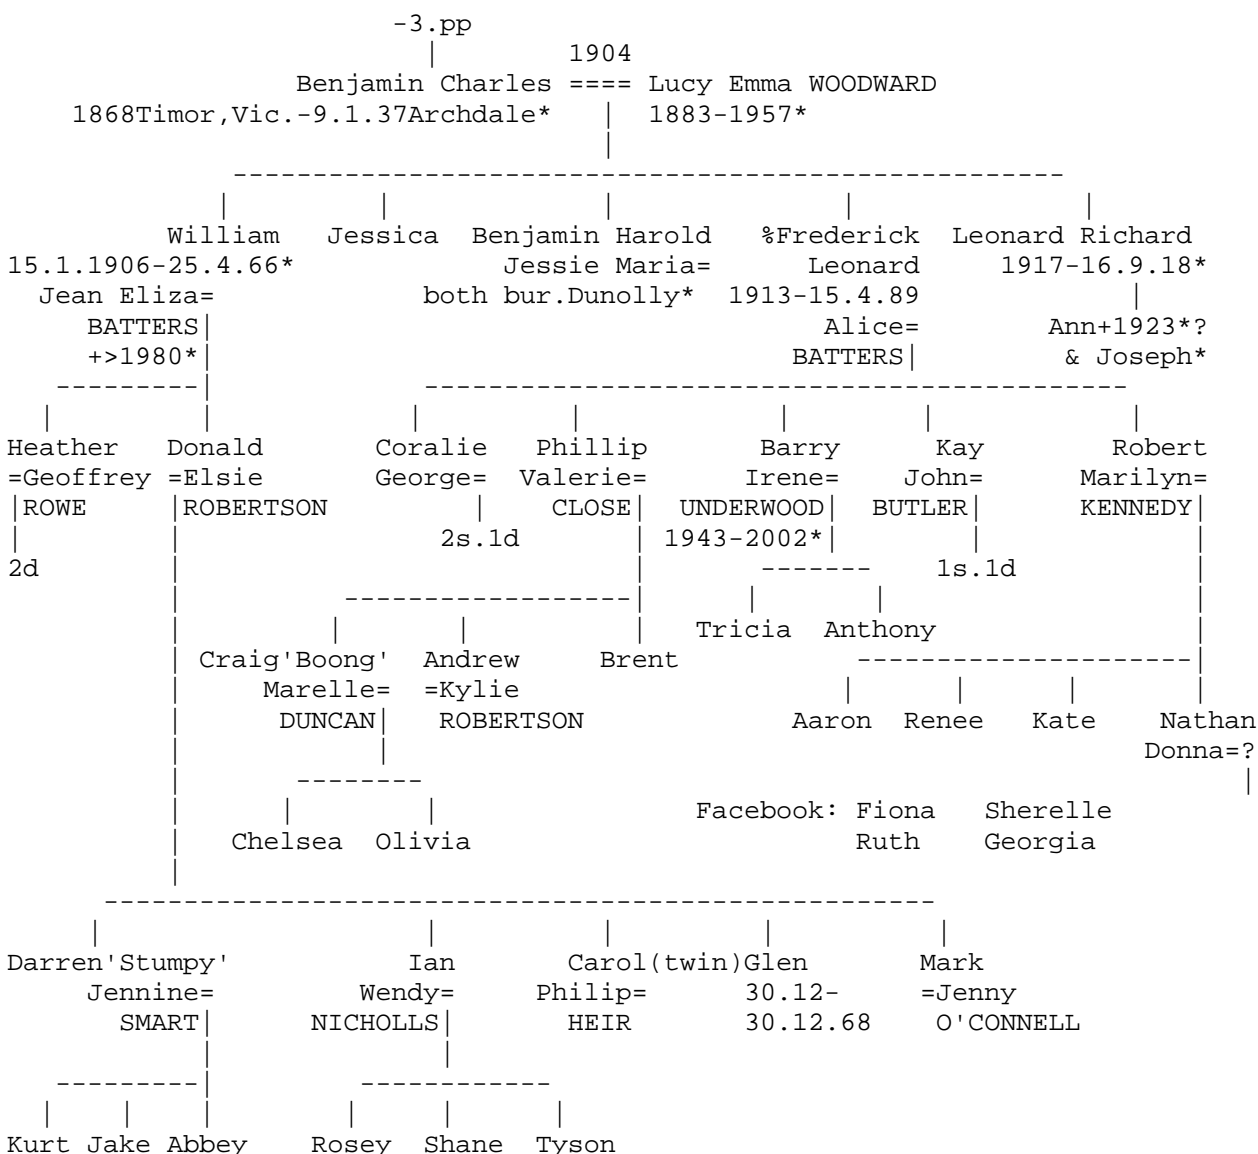 -3.pp
1904
Benjamin Charles ==== Lucy Emma WOODWARD
1868Timor,Vic.-9.1.37Archdale* | 1883-1957*
William Jessica Benjamin Harold %Frederick Leonard Richard
15.1.1906-25.4.66* Jessie Maria= Leonard 1917-16.9.18*
Jean Eliza= both bur.Dunolly* 1913-15.4.89
BATTERS| Alice= Ann+1923*?
+>1980*| BATTERS| & Joseph*
Heather Donald Coralie Phillip Barry Kay Robert
=Geoffrey =Elsie George= Valerie= Irene= John= Marilyn=
|ROWE |ROBERTSON | CLOSE| UNDERWOOD| BUTLER| KENNEDY|
2s.1d | 1943-2002*|
2d 1s.1d
Tricia Anthony
Craig'Boong' Andrew Brent
Marelle= =Kylie
DUNCAN| ROBERTSON Aaron Renee Kate Nathan
Donna=?
Facebook: Fiona Sherelle
Chelsea Olivia Ruth Georgia
Darren'Stumpy' Ian Carol(twin)Glen Mark
Jennine= Wendy= Philip= 30.12- =Jenny
SMART| NICHOLLS| HEIR 30.12.68 O'CONNELL
Kurt Jake Abbey Rosey Shane Tyson